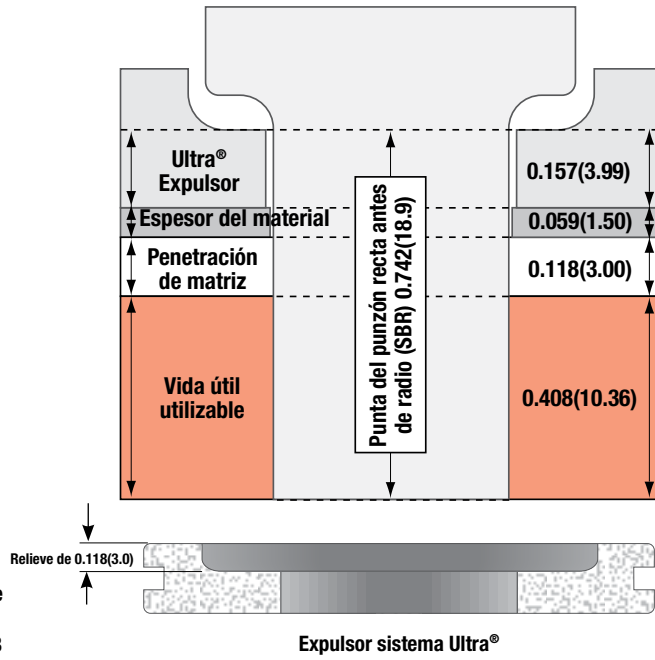 Ultra®
Expulsor
0.157(3.99)
Espesor del material
0.059(1.50)
Penetración
de matriz
0.118(3.00)
Punta del punzón recta antes
de radio (SBR) 0.742(18.9)
Vida útil
utilizable
0.408(10.36)
Relieve de 0.118(3.0)
e
3
Expulsor sistema Ultra®